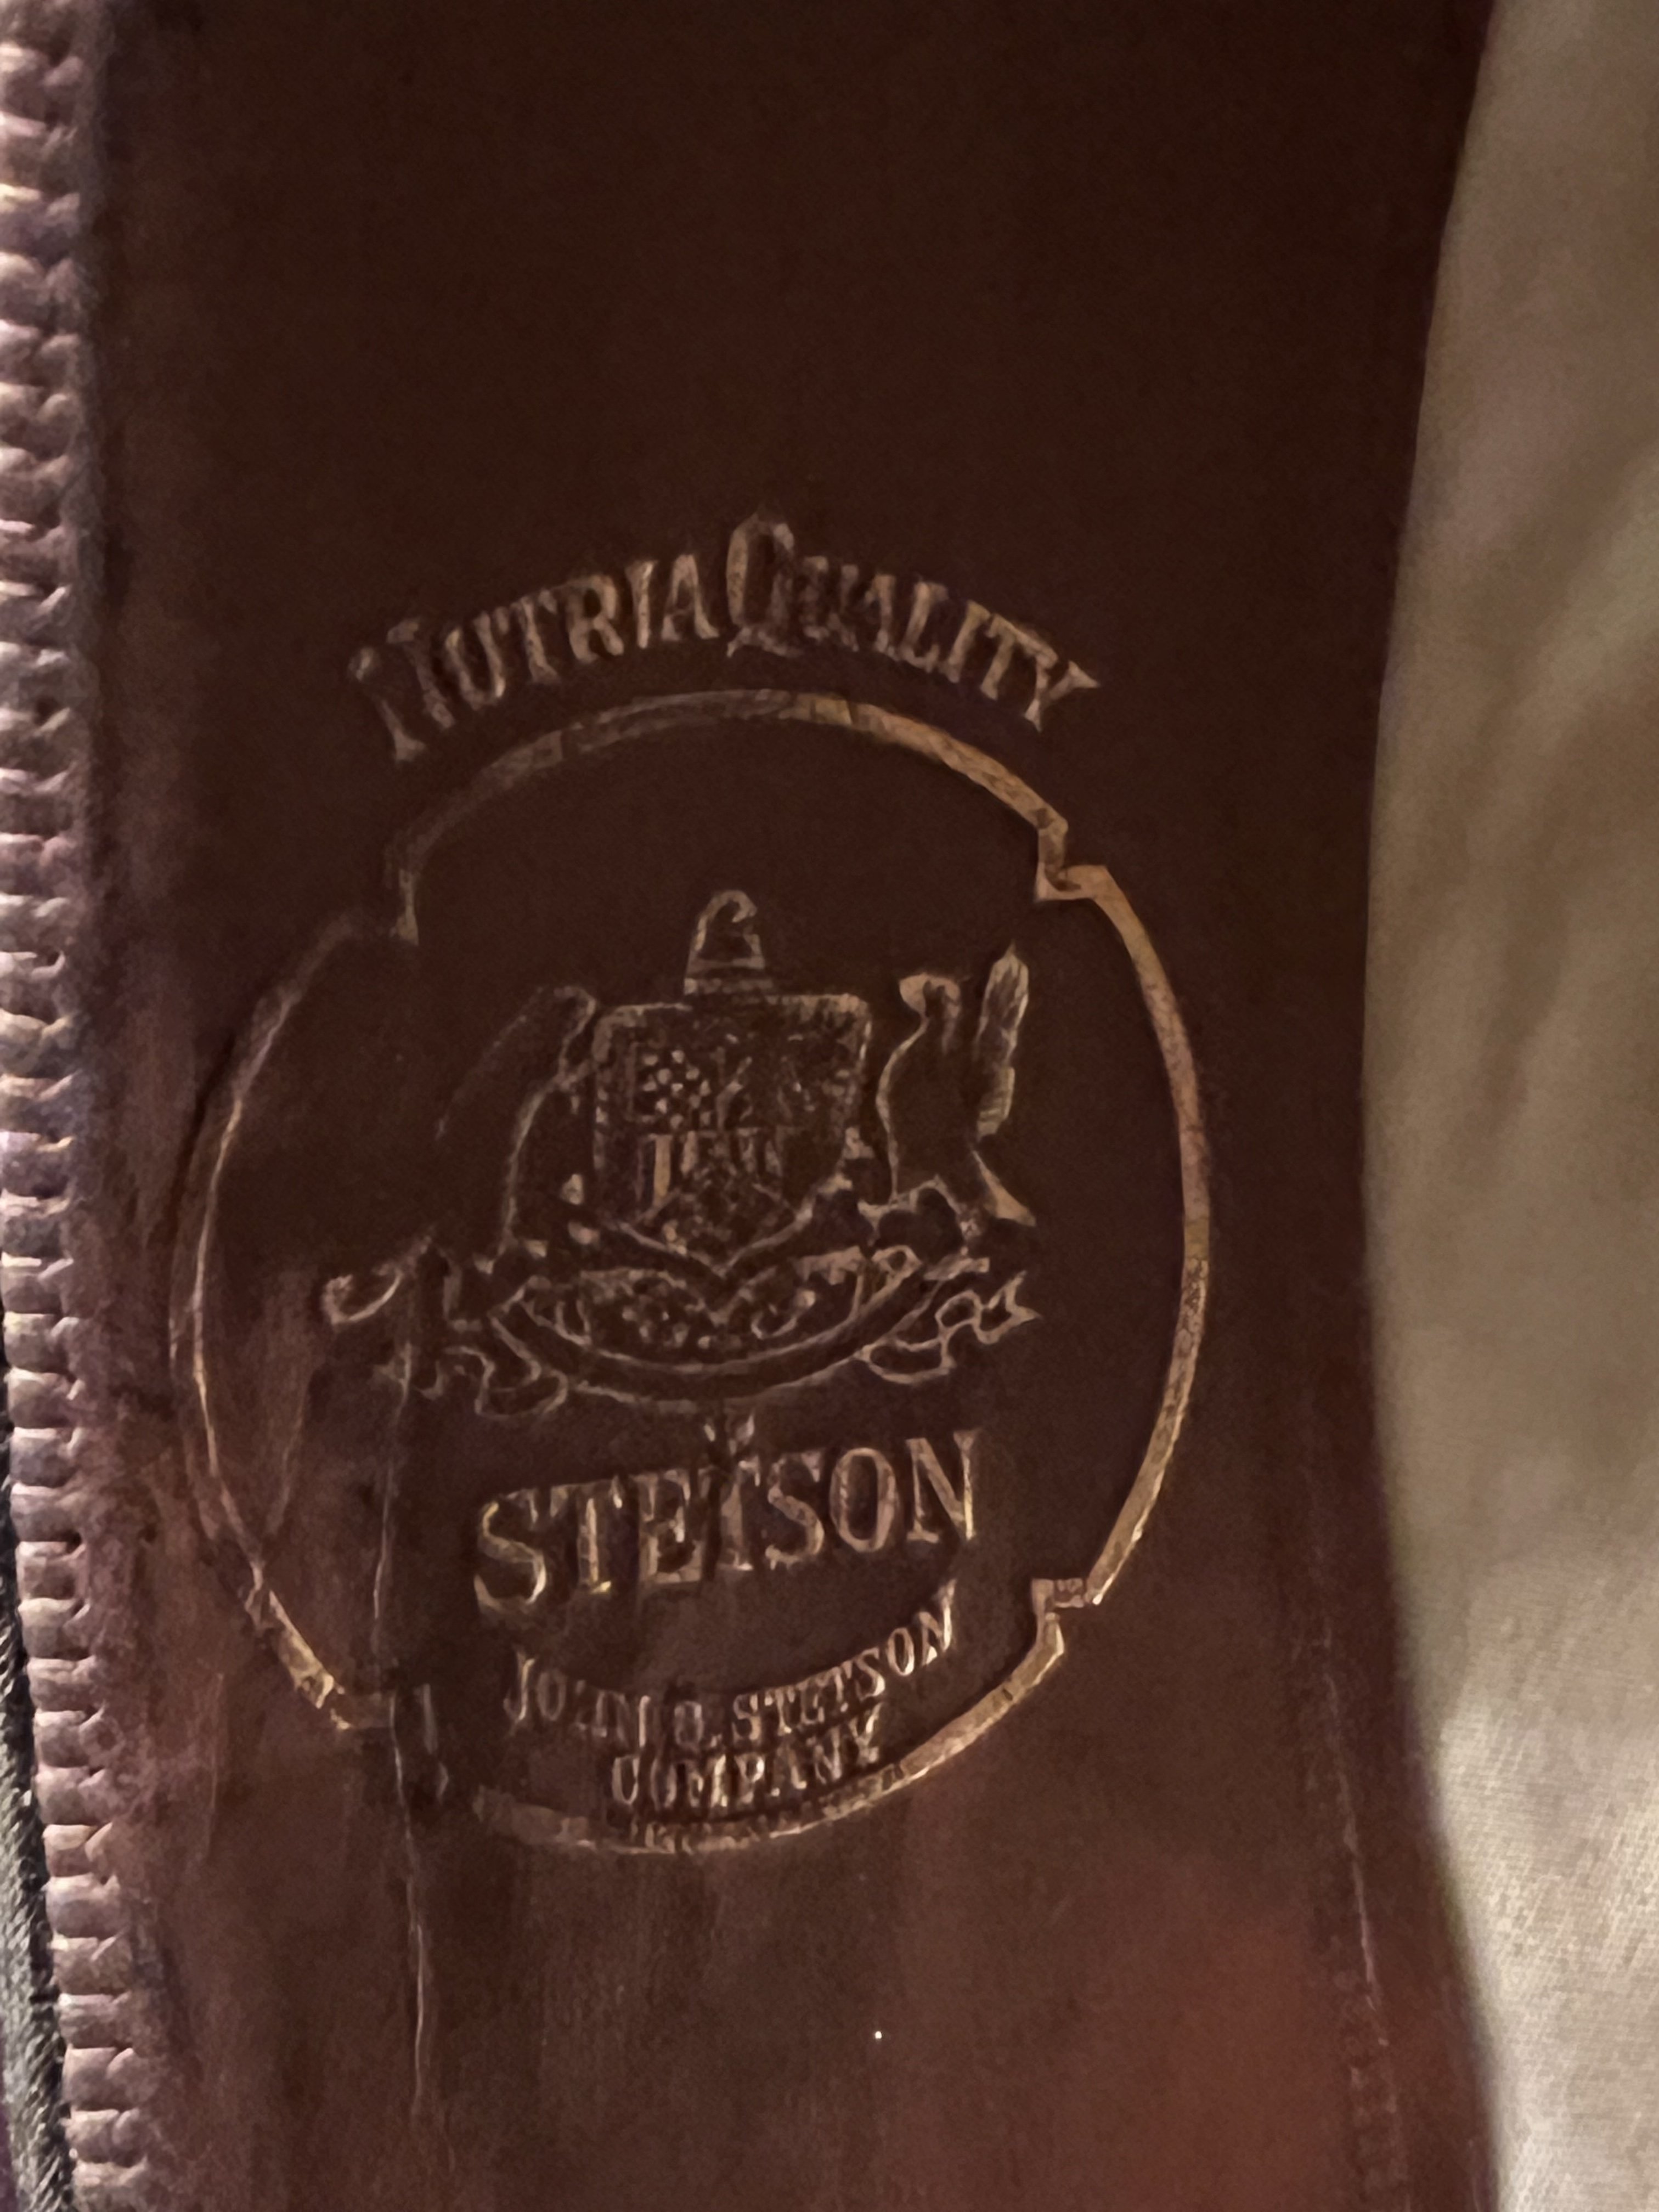 NUTRIA QUALITY
STETSON
JOHN B. STETSON
COMPANY